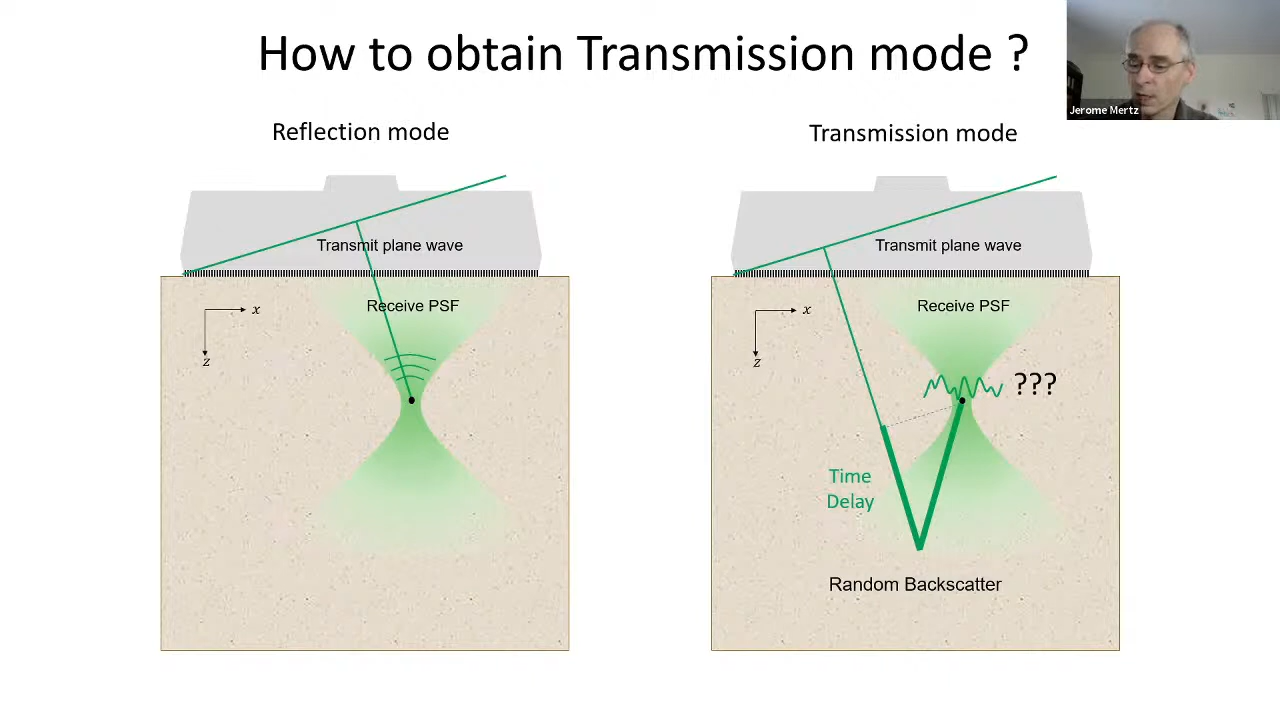 How to obtain Transmission mode ?
Jerome Mertz
Reflection mode
Transmission mode
Transmit plane wave
Transmit plane wave
Receive PSF
Receive PSF
x
z
x
z
???
Time
Delay
Random Backscatter